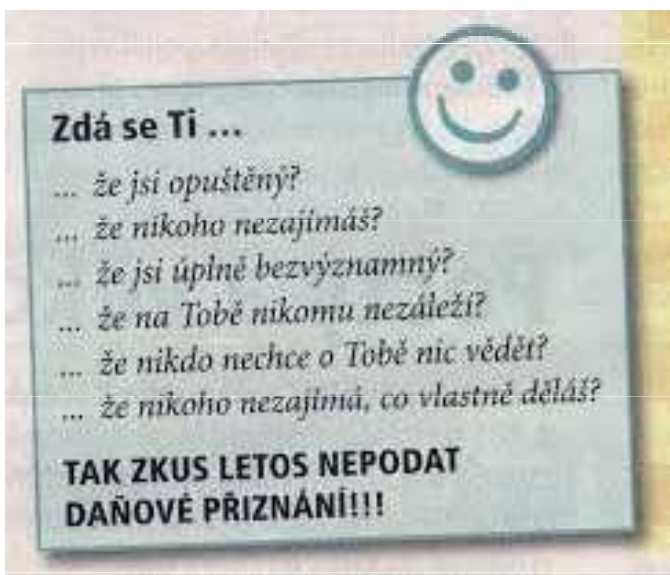 Zdá se Ti ...
... že jsi opuštěný?
... že nikoho nezajímáš?
... že jsi úplně bezvýznamný?
... že na Tobě nikomu nezáleží?
... že nikdo nechce o Tobě nic vědět?
... že nikoho nezajímá, co vlastně děláš?
TAK ZKUS LETOS NEPODAT
DAŇOVÉ PŘIZNÁNÍ!!!